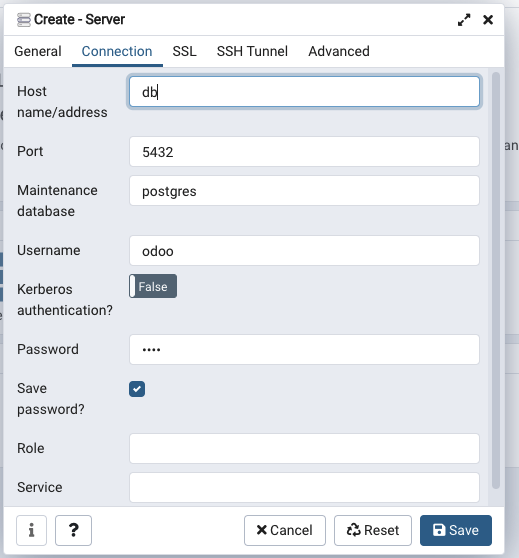 Create - Server
General Connection SSL SSH Tunnel Advanced
Host
name/address
db
Port
5432
Maintenance
database
postgres
Username
odoo
Kerberos
authentication?
False
Password
••••
Save
password?
Role
Service
i ? Cancel Reset Save